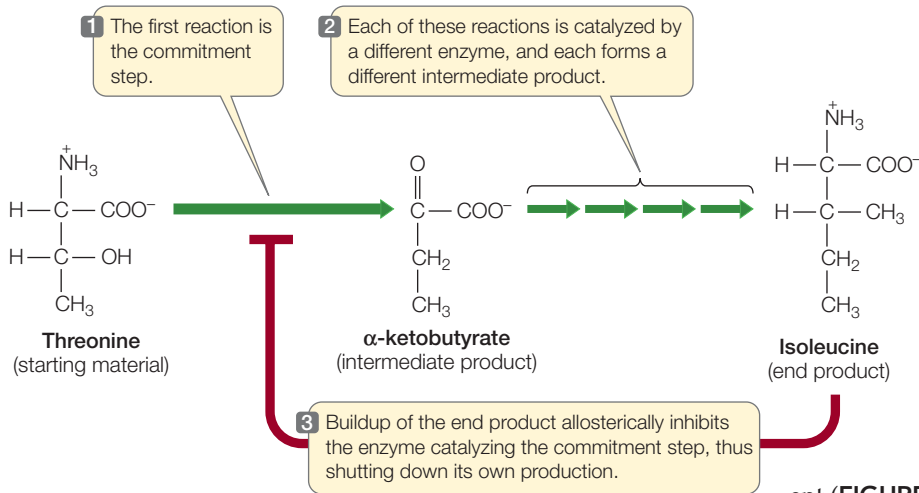 1 The first reaction is
the commitment
step.
2 Each of these reactions is catalyzed by
a different enzyme, and each forms a
different intermediate product.
+
NH3
H—C—COO–
H—C—OH
CH3
Threonine
(starting material)
O
C—COO–
CH2
CH3
α-ketobutyrate
(intermediate product)
+
NH3
H—C—COO–
H—C—CH3
CH2
CH3
Isoleucine
(end product)
3 Buildup of the end product allosterically inhibits
the enzyme catalyzing the commitment step, thus
shutting down its own production.
(FIGURE